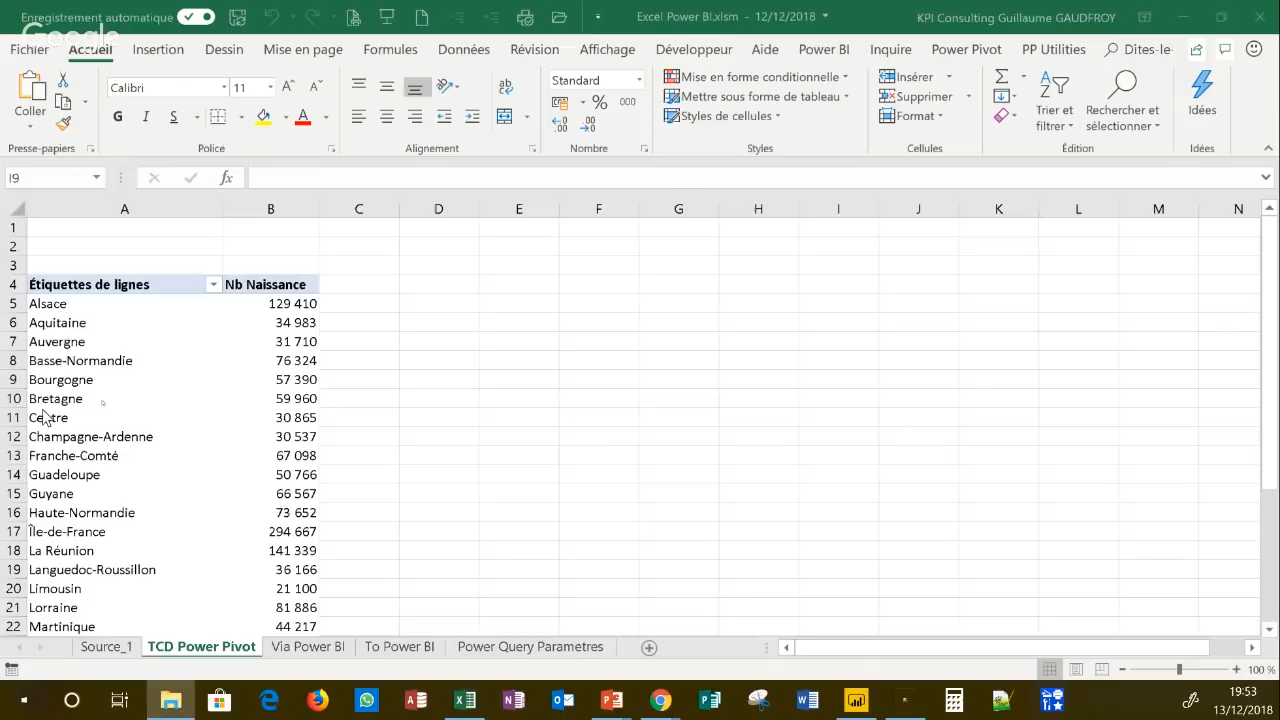 Enregistrement automatique
Excel Power BI.xlsm - 12/12/2018
KPI Consulting Guillaume GAUDFROY
Google
Fichier Accueil Insertion Dessin Mise en page Formules Données Révision Affichage Développeur Aide Power BI Inquire Power Pivot PP Utilities Dites-le
Coller
Calibri 11
G I S
Standard
% 000
Mise en forme conditionnelle
Mettre sous forme de tableau
Styles de cellules
Insérer
Supprimer
Format
Trier et
filtrer
Rechercher et
sélectionner
Idées
Presse-papiers Police Alignement Nombre Styles Cellules Édition Idées
I9 fx
A B C D E F G H I J K L M N
1
2
3
4 Étiquettes de lignes Nb Naissance
5 Alsace 129 410
6 Aquitaine 34 983
7 Auvergne 31 710
8 Basse-Normandie 76 324
9 Bourgogne 57 390
10 Bretagne 59 960
11 Centre 30 865
12 Champagne-Ardenne 30 537
13 Franche-Comté 67 098
14 Guadeloupe 50 766
15 Guyane 66 567
16 Haute-Normandie 73 652
17 Île-de-France 294 667
18 La Réunion 141 339
19 Languedoc-Roussillon 36 166
20 Limousin 21 100
21 Lorraine 81 886
22 Martinique 44 217
Source_1 TCD Power Pivot Via Power BI To Power BI Power Query Parametres
100 %
19:53
13/12/2018